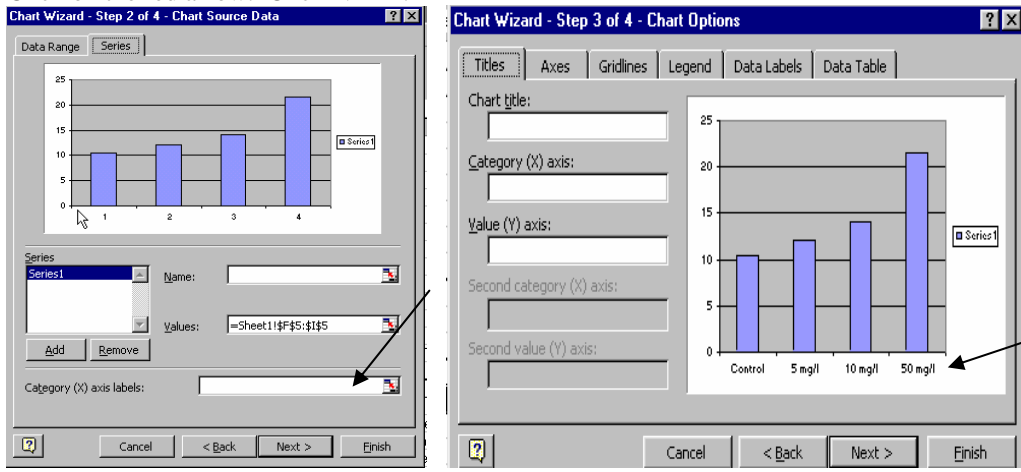 Chart Wizard - Step 2 of 4 - Chart Source Data
Data Range
Series
25
20
15
10
5
0
1 2 3 4
Series1
Series
Series1
Name:
Values:
=Sheet1!$F$5:$I$5
Add
Remove
Category (X) axis labels:
Cancel
< Back
Next >
Finish
Chart Wizard - Step 3 of 4 - Chart Options
Titles
Axes
Gridlines
Legend
Data Labels
Data Table
Chart title:
Category (X) axis:
Value (Y) axis:
Second category (X) axis:
Second value (Y) axis:
25
20
15
10
5
0
Control 5 mg/l 10 mg/l 50 mg/l
Series1
Cancel
< Back
Next >
Finish